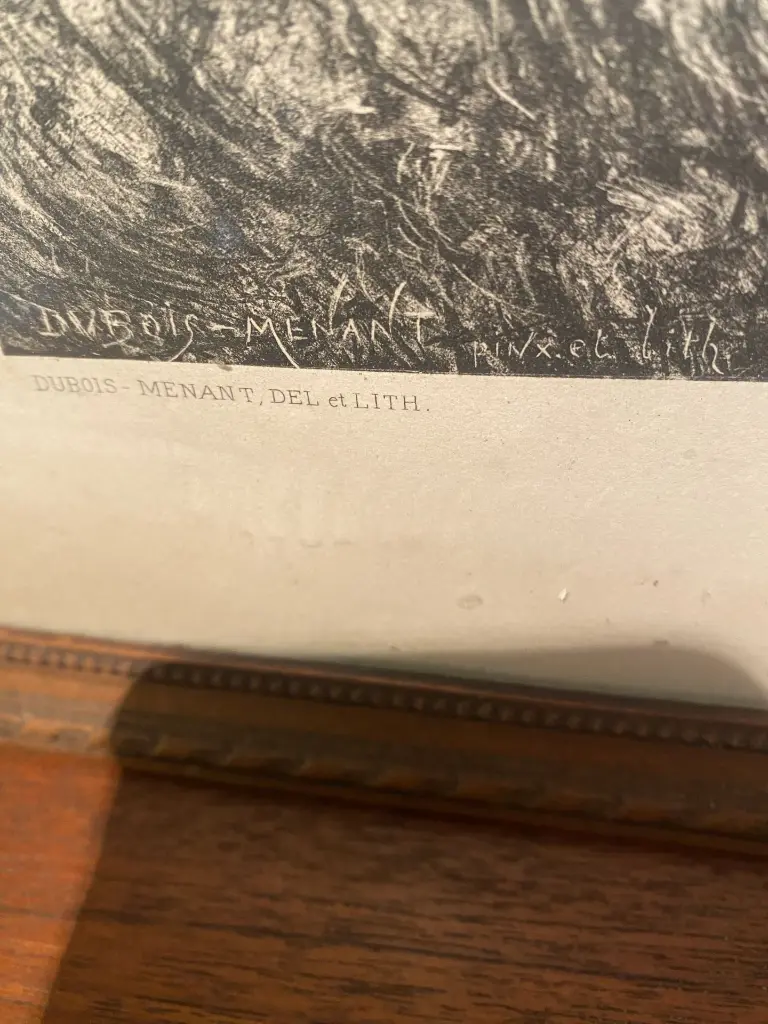 DUBOIS-MENANT pinx. et lith.
DUBOIS-MENANT, DEL et LITH.